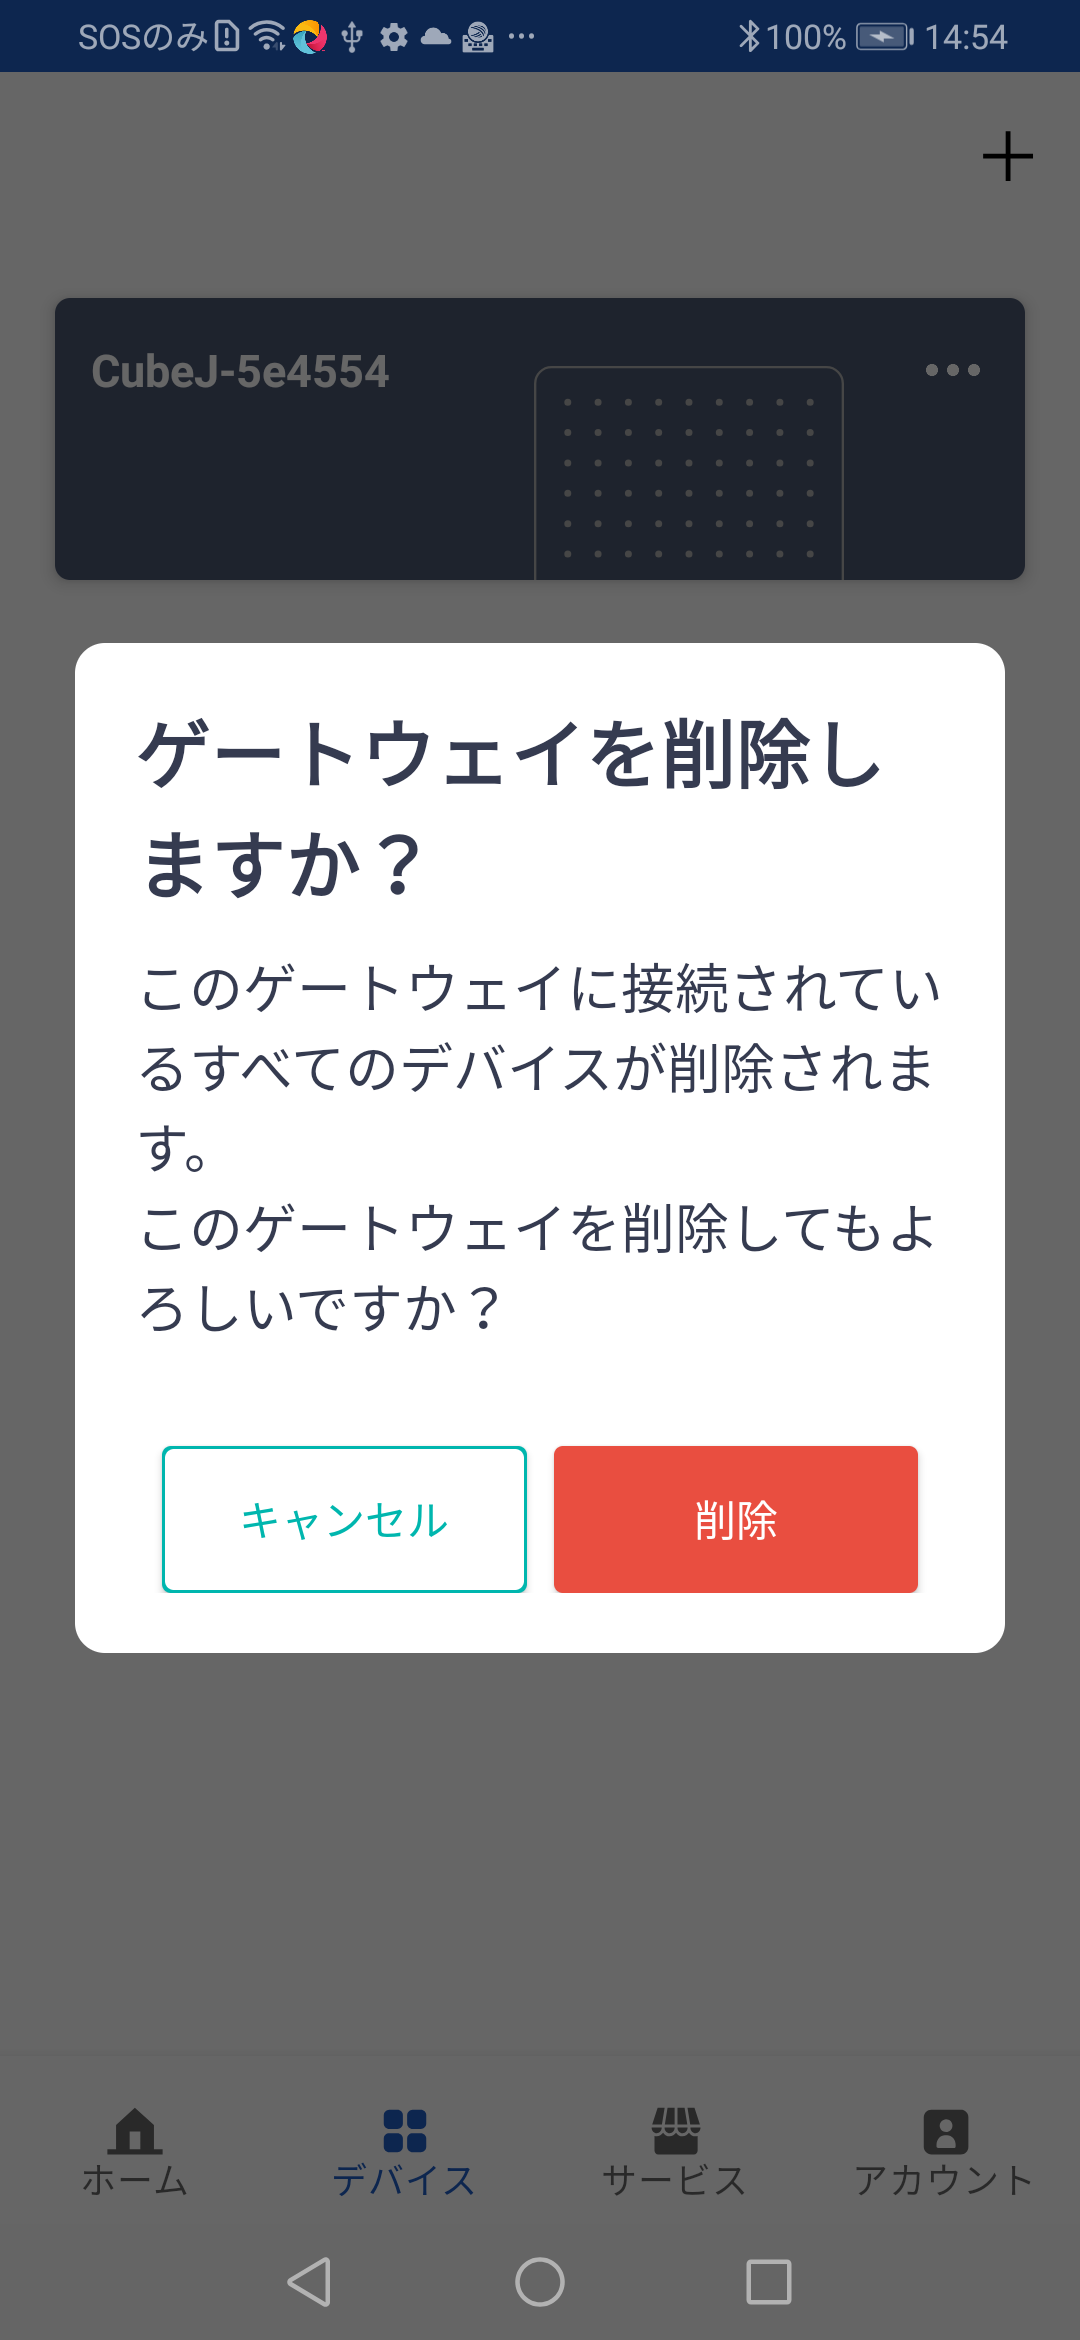 SOSのみ 100% 14:54
CubeJ-5e4554
ゲートウェイを削除し
ますか？
このゲートウェイに接続されてい
るすべてのデバイスが削除されま
す。
このゲートウェイを削除してもよ
ろしいですか？
キャンセル 削除
ホーム デバイス サービス アカウント